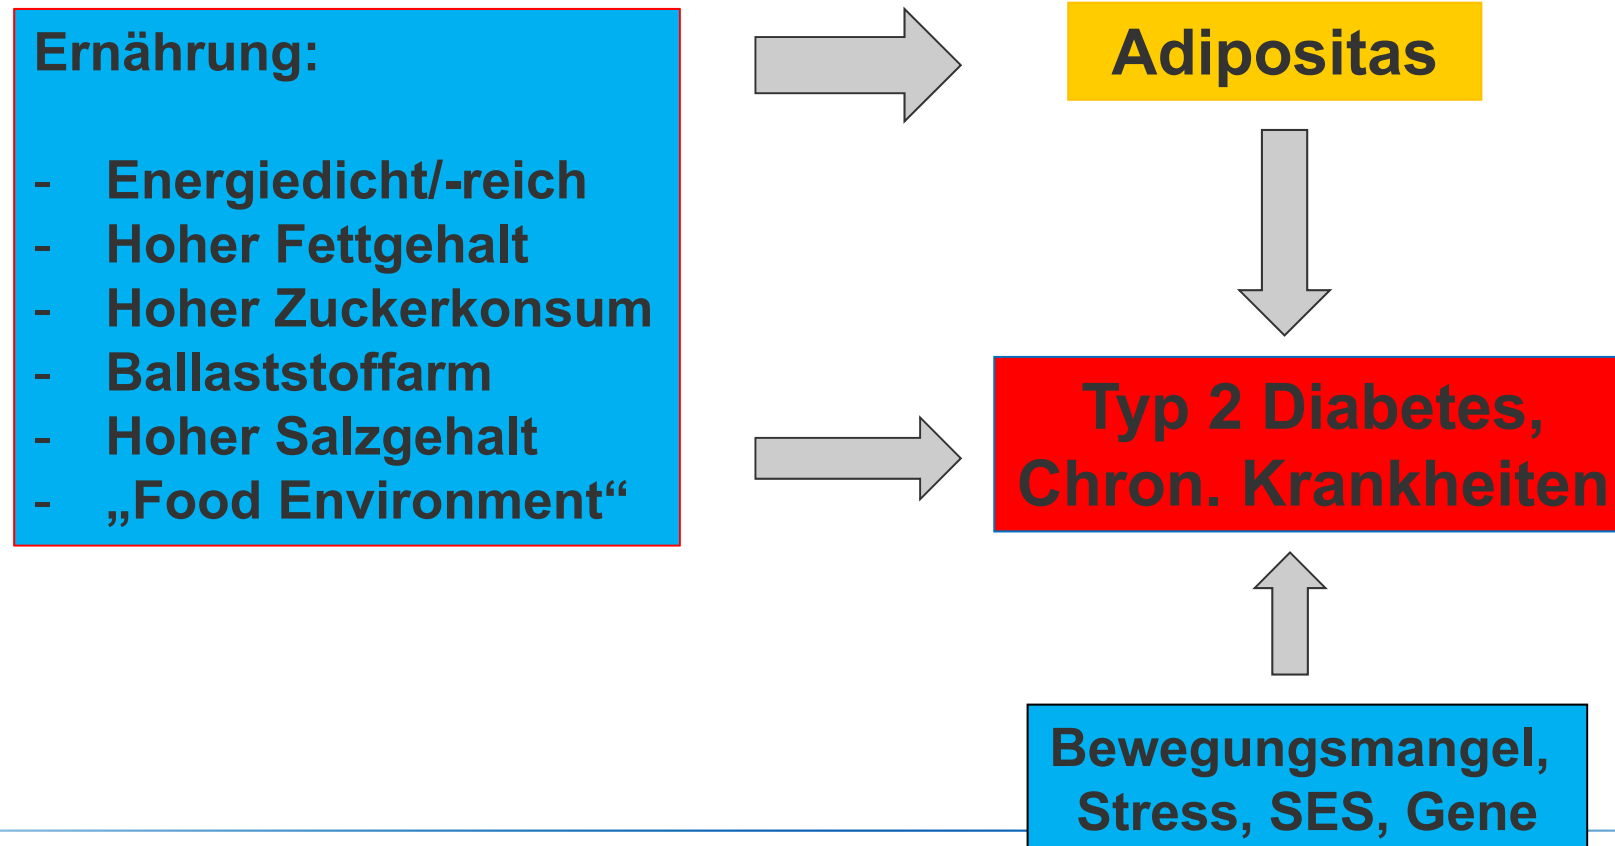 Ernährung:
- Energiedicht/-reich
- Hoher Fettgehalt
- Hoher Zuckerkonsum
- Ballaststoffarm
- Hoher Salzgehalt
- „Food Environment“
Adipositas
Typ 2 Diabetes,
Chron. Krankheiten
Bewegungsmangel,
Stress, SES, Gene